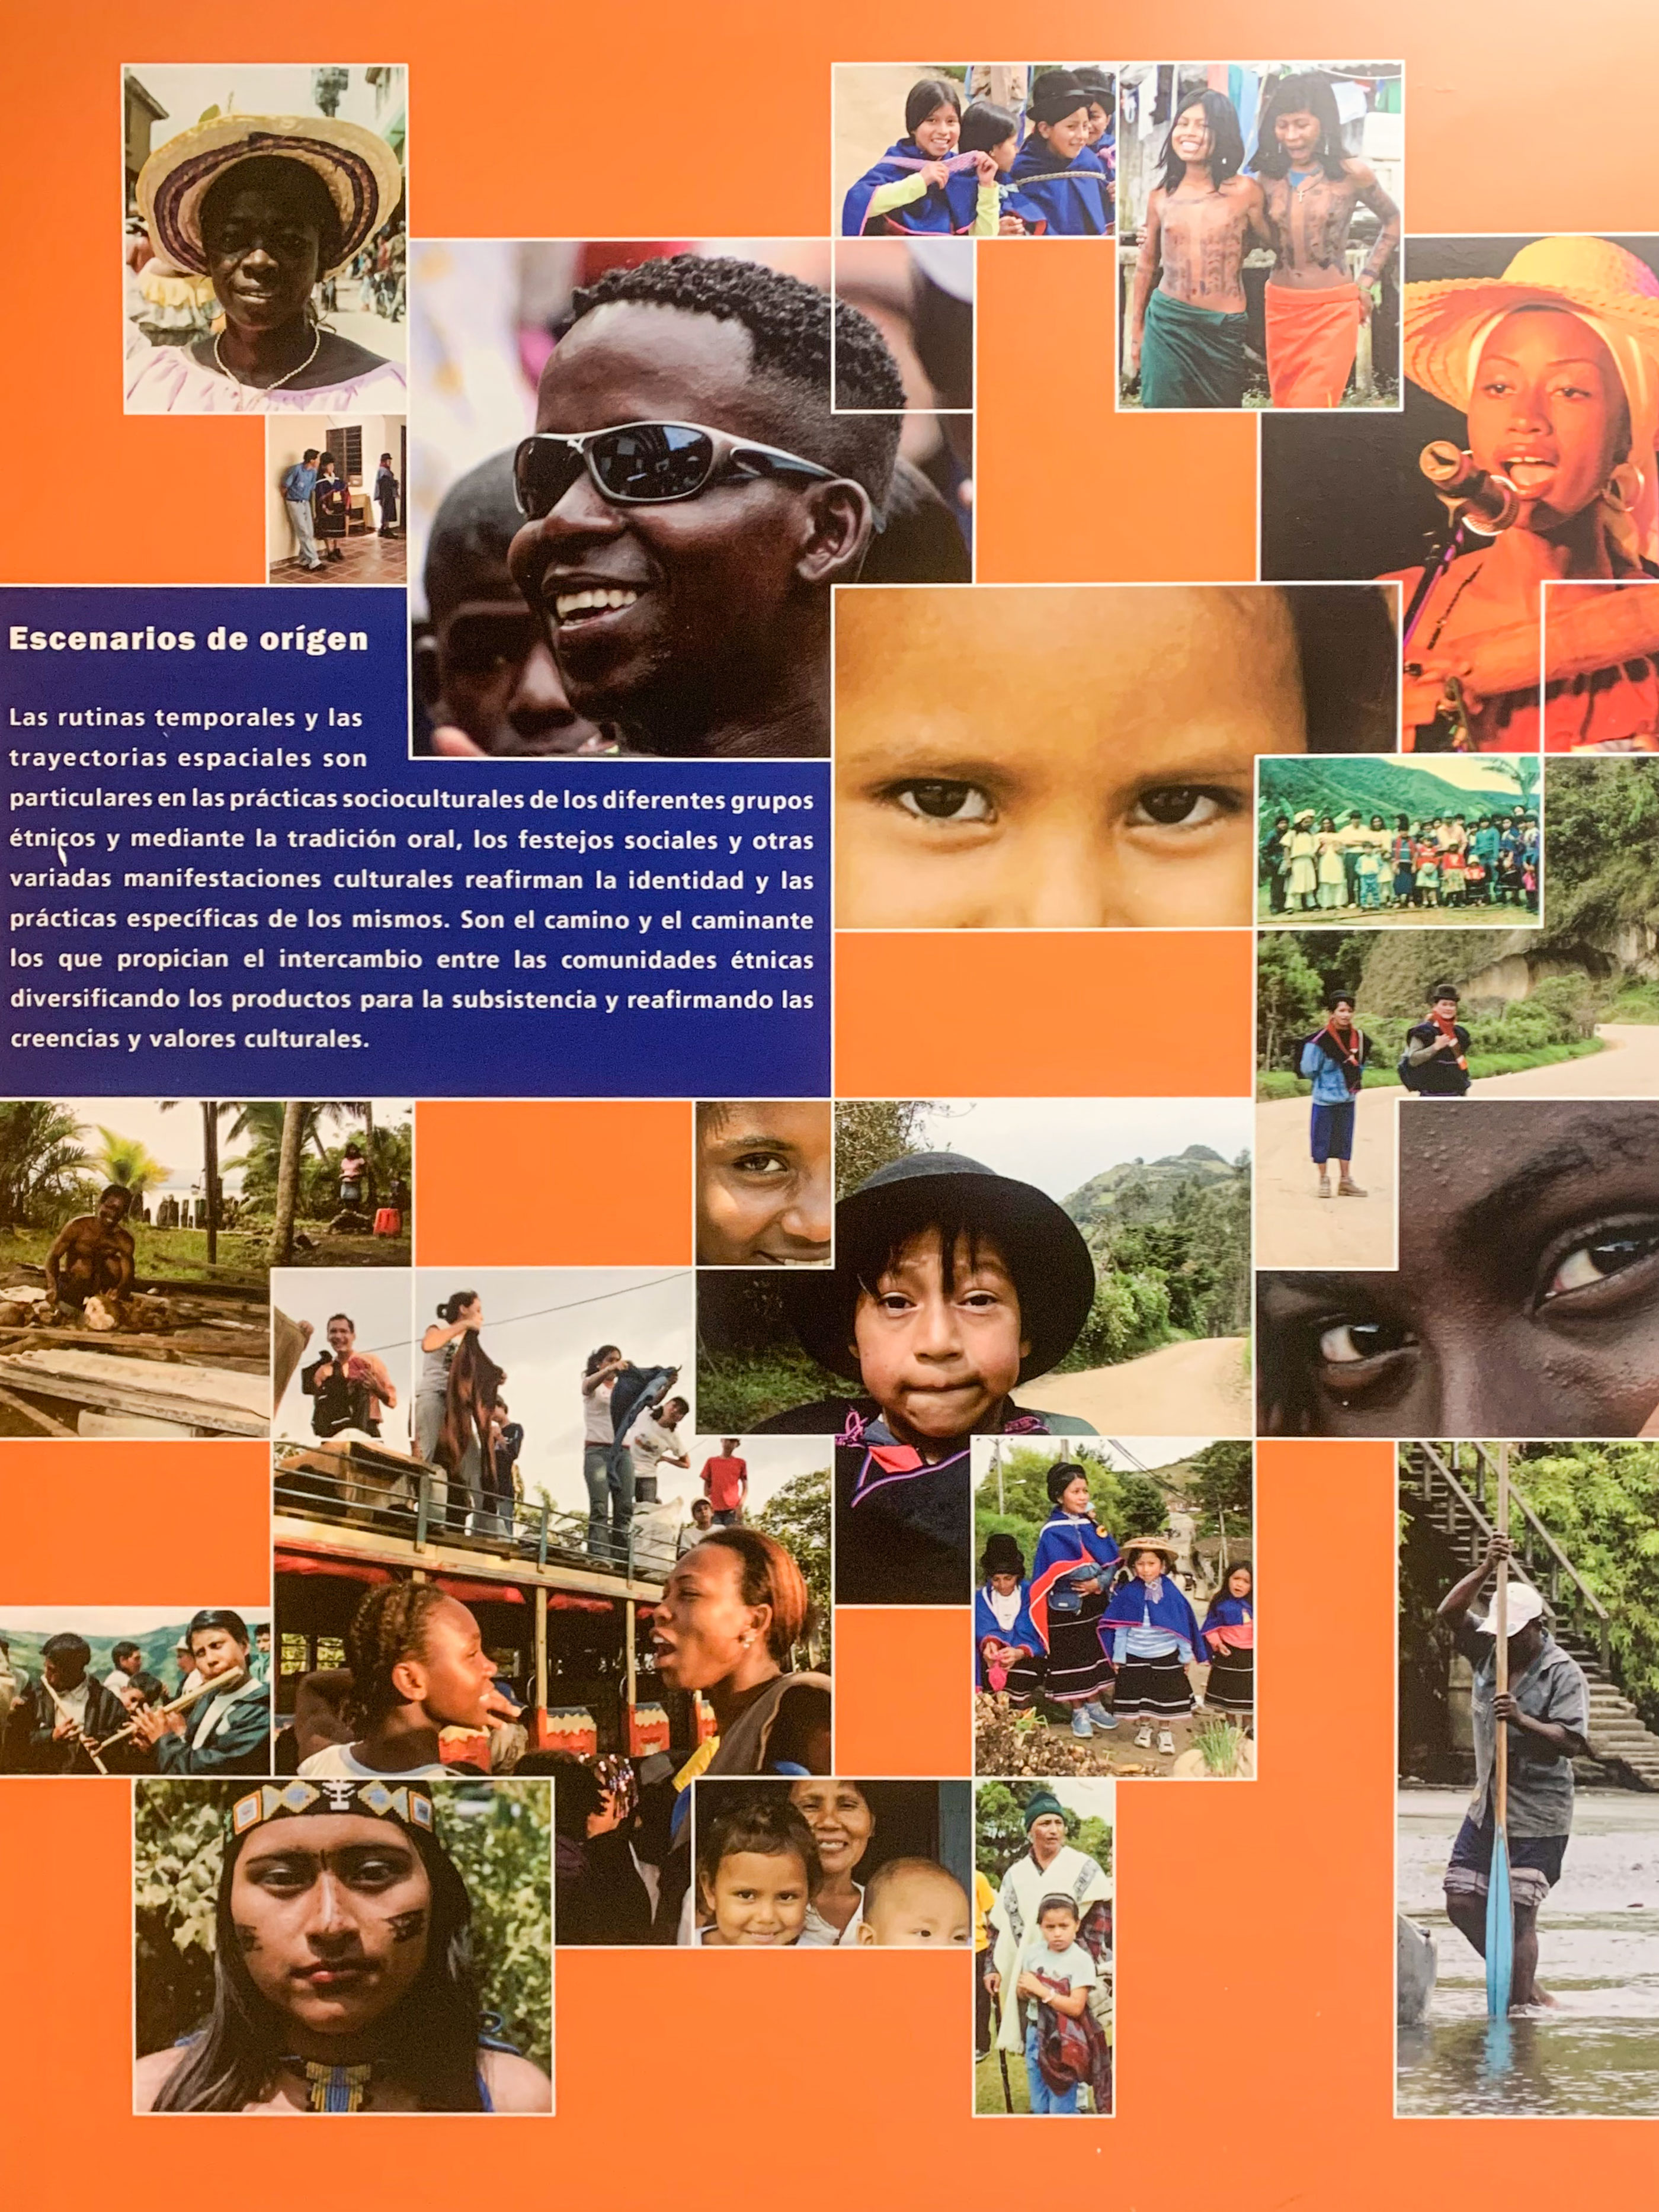 Escenarios de orígen
Las rutinas temporales y las
trayectorias espaciales son
particulares en las prácticas socioculturales de los diferentes grupos
étnicos y mediante la tradición oral, los festejos sociales y otras
variadas manifestaciones culturales reafirman la identidad y las
prácticas específicas de los mismos. Son el camino y el caminante
los que propician el intercambio entre las comunidades étnicas
diversificando los productos para la subsistencia y reafirmando las
creencias y valores culturales.